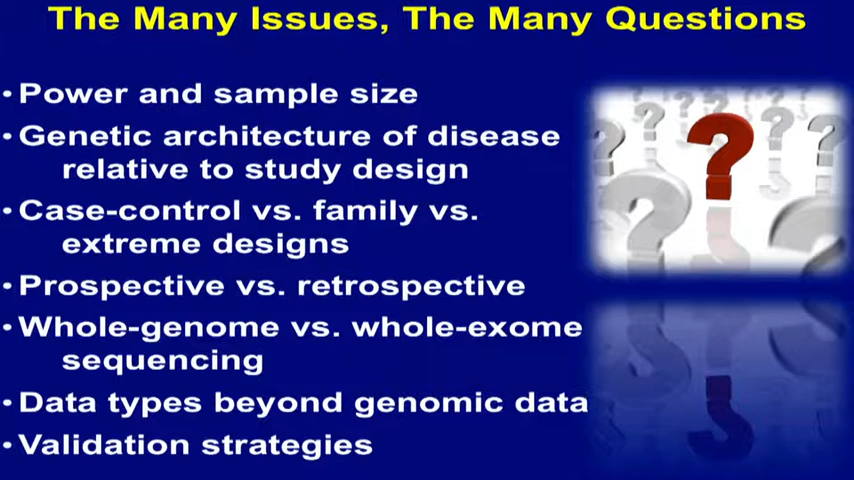 The Many Issues, The Many Questions
• Power and sample size
• Genetic architecture of disease
relative to study design
• Case-control vs. family vs.
extreme designs
• Prospective vs. retrospective
• Whole-genome vs. whole-exome
sequencing
• Data types beyond genomic data
• Validation strategies